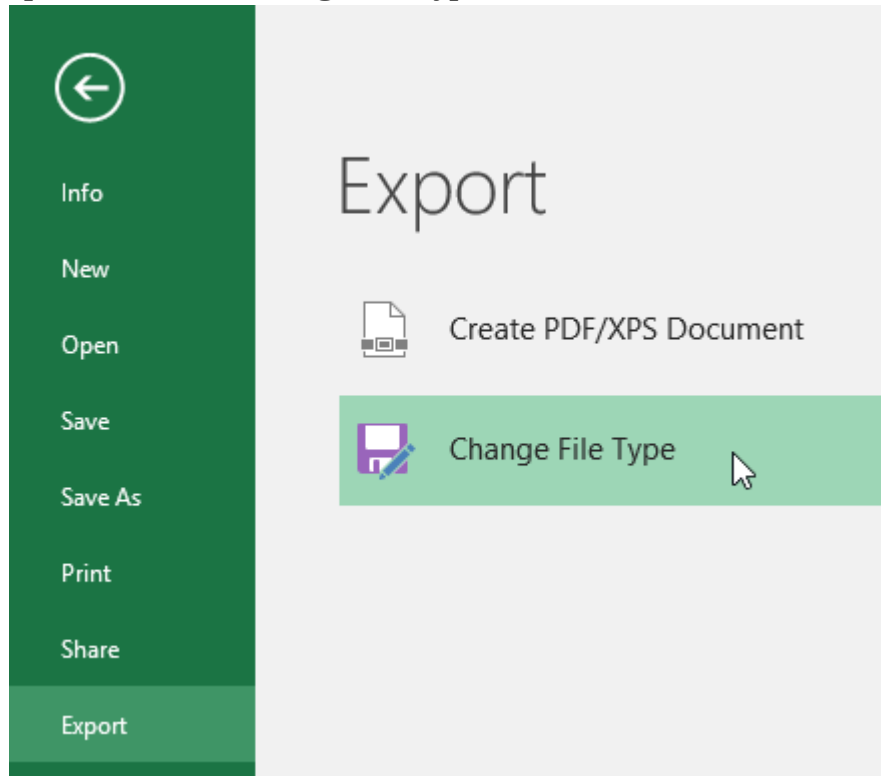 Info
New
Open
Save
Save As
Print
Share
Export
Export
Create PDF/XPS Document
Change File Type